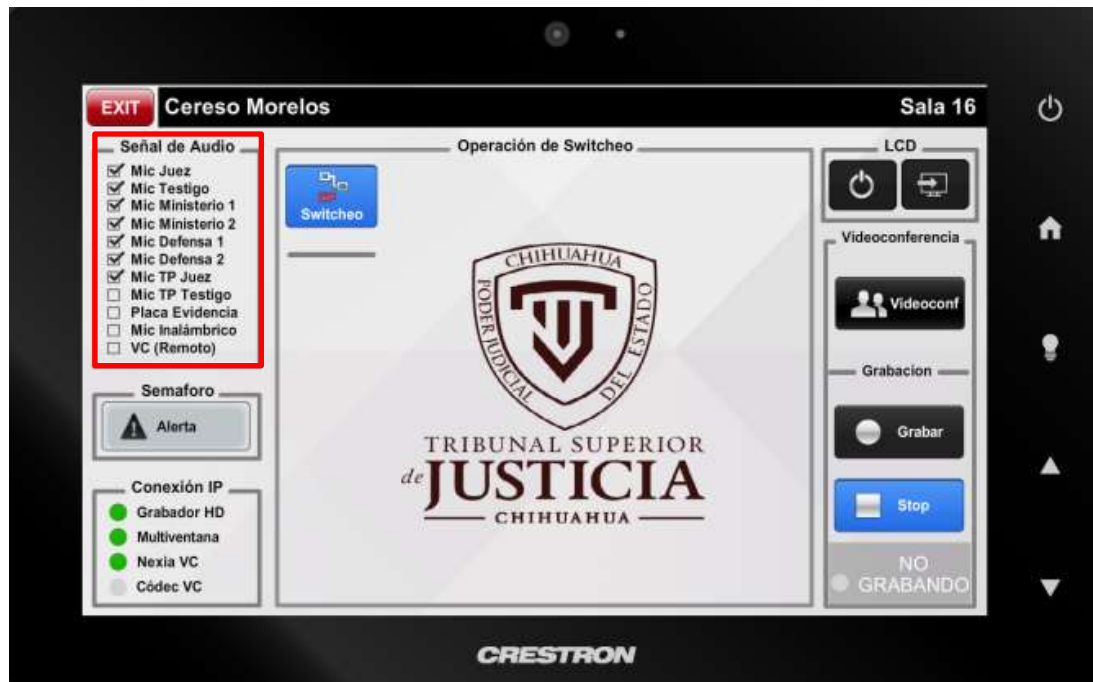 EXIT Cereso Morelos Sala 16
Señal de Audio
Mic Juez
Mic Testigo
Mic Ministerio 1
Mic Ministerio 2
Mic Defensa 1
Mic Defensa 2
Mic TP Juez
Mic TP Testigo
Placa Evidencia
Mic Inalámbrico
VC (Remoto)
Semaforo
Alerta
Conexión IP
Grabador HD
Multiventana
Nexia VC
Códec VC
Operación de Switcheo
Switcheo
CHIHUAHUA
PODER JUDICIAL DEL ESTADO
TRIBUNAL SUPERIOR
de JUSTICIA
CHIHUAHUA
LCD
Videoconferencia
Videoconf
Grabacion
Grabar
Stop
NO
GRABANDO
CRESTRON